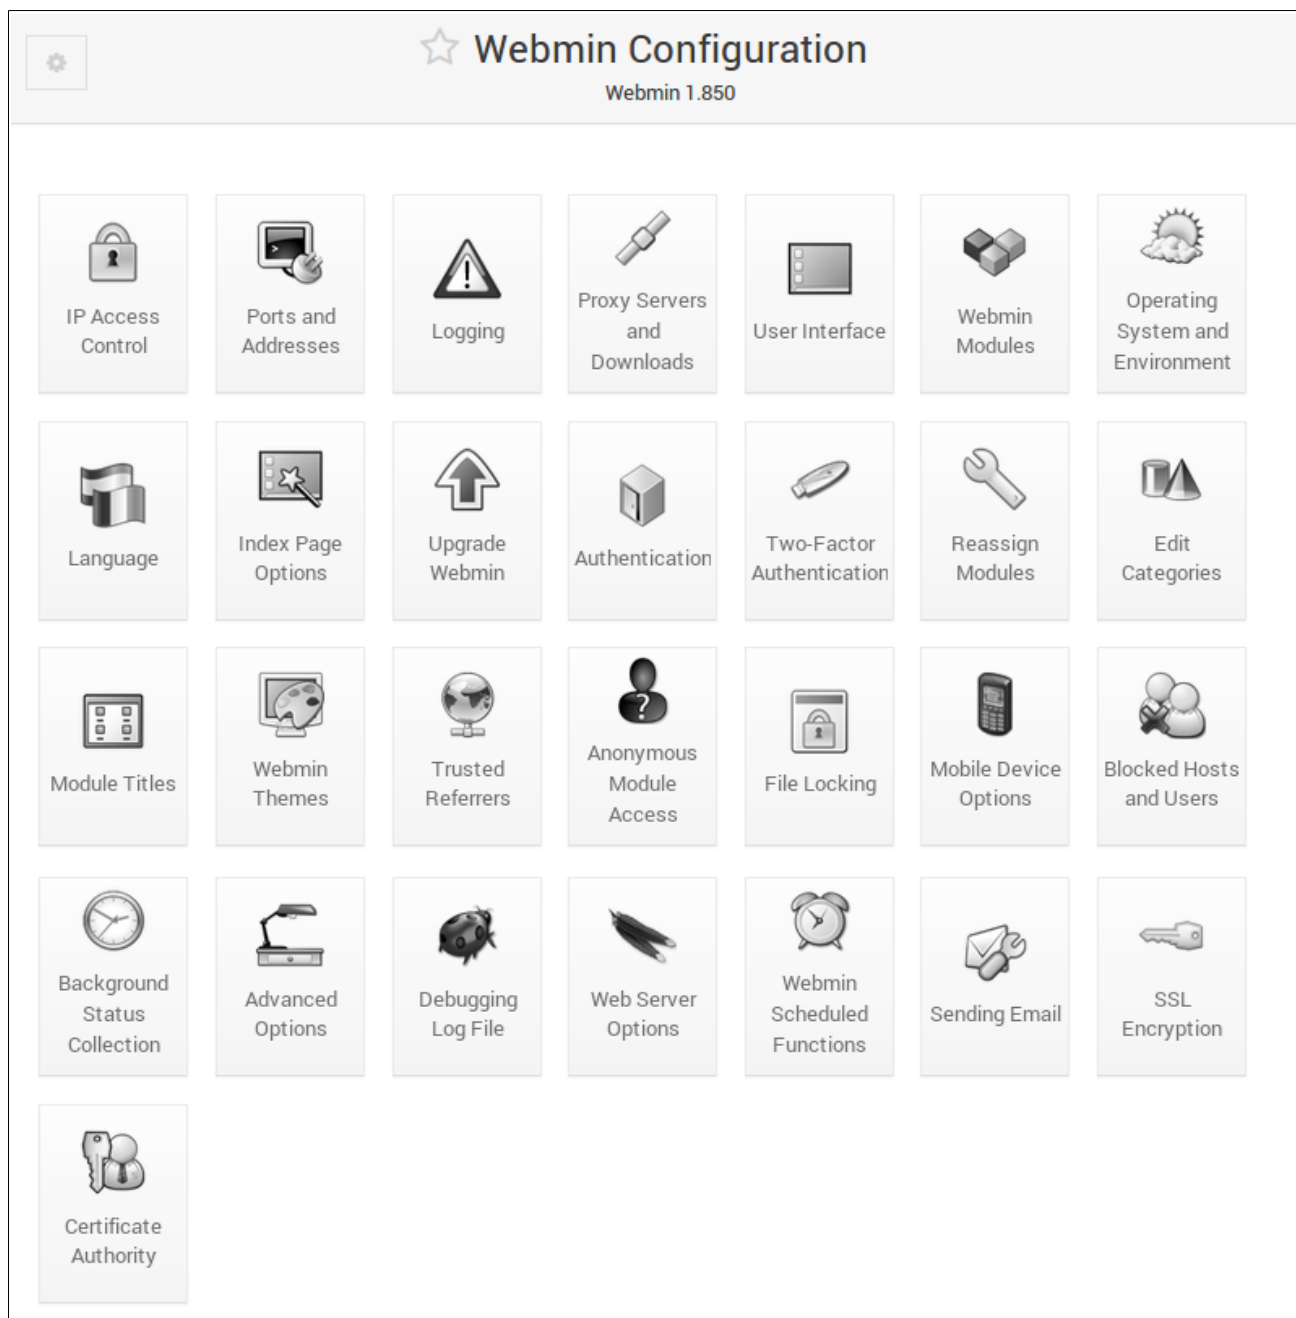 Webmin Configuration
Webmin 1.850
IP Access
Control
Ports and
Addresses
Logging
Proxy Servers
and
Downloads
User Interface
Webmin
Modules
Operating
System and
Environment
Language
Index Page
Options
Upgrade
Webmin
Authentication
Two-Factor
Authentication
Reassign
Modules
Edit
Categories
Module Titles
Webmin
Themes
Trusted
Referrers
Anonymous
Module
Access
File Locking
Mobile Device
Options
Blocked Hosts
and Users
Background
Status
Collection
Advanced
Options
Debugging
Log File
Web Server
Options
Webmin
Scheduled
Functions
Sending Email
SSL
Encryption
Certificate
Authority